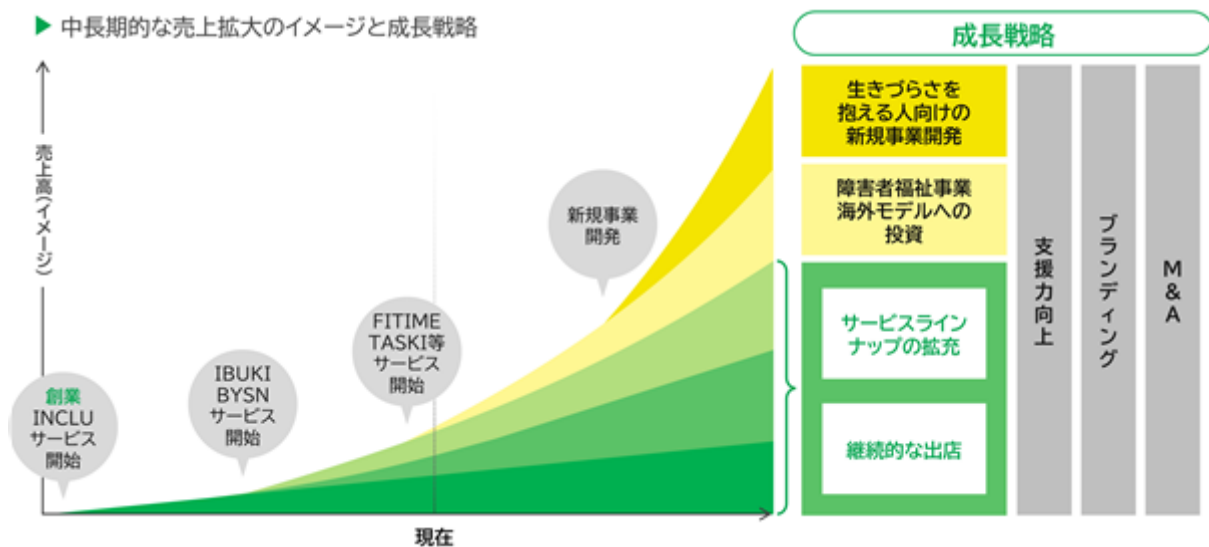 ▶ 中長期的な売上拡大のイメージと成長戦略
売上高(イメージ)
創業
INCLU
サービス
開始
IBUKI
BYSN
サービス
開始
FITIME
TASKI等
サービス
開始
新規事業
開発
現在
成長戦略
生きづらさを
抱える人向けの
新規事業開発
障害者福祉事業
海外モデルへの
投資
サービスライン
ナップの拡充
継続的な出店
支援力向上
ブランディング
M&A